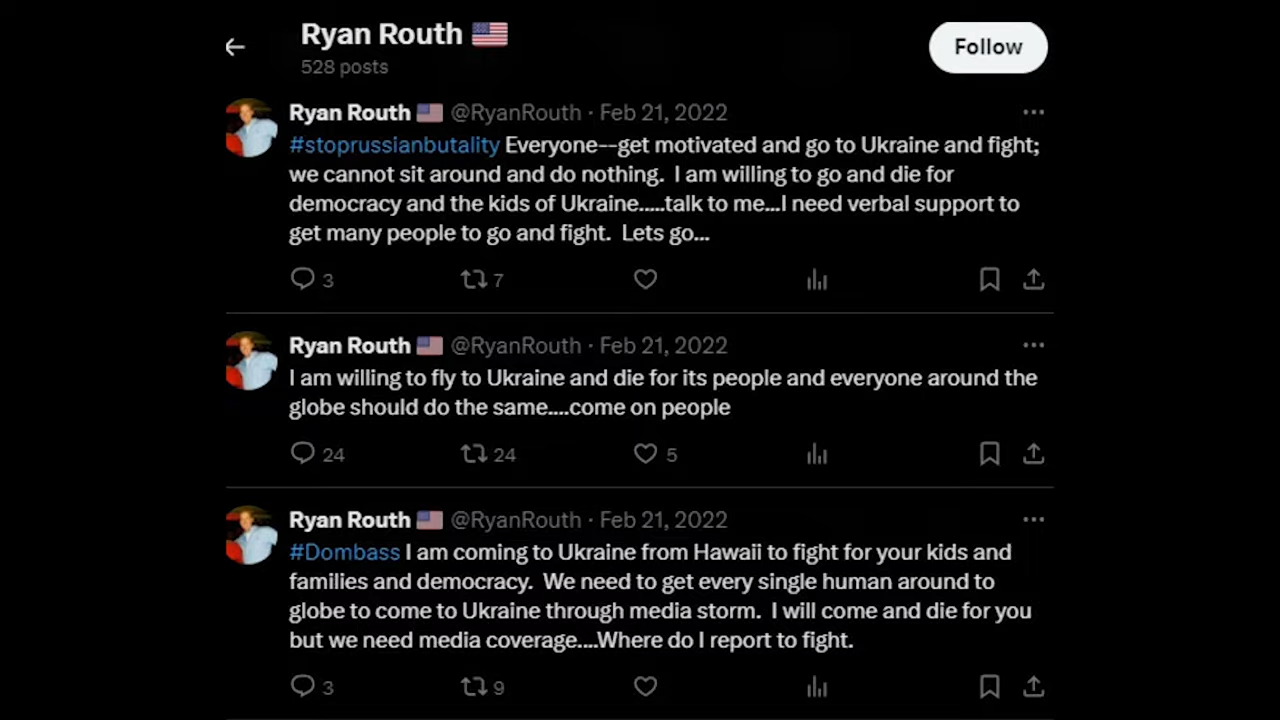 Ryan Routh 🇺🇸
Follow
528 posts
Ryan Routh 🇺🇸 @RyanRouth · Feb 21, 2022
#stoprussianbutality Everyone--get motivated and go to Ukraine and fight;
we cannot sit around and do nothing.  I am willing to go and die for
democracy and the kids of Ukraine.....talk to me...I need verbal support to
get many people to go and fight.  Lets go...
3 7
Ryan Routh 🇺🇸 @RyanRouth · Feb 21, 2022
I am willing to fly to Ukraine and die for its people and everyone around the
globe should do the same....come on people
24 24 5
Ryan Routh 🇺🇸 @RyanRouth · Feb 21, 2022
#Dombass I am coming to Ukraine from Hawaii to fight for your kids and
families and democracy.  We need to get every single human around to
globe to come to Ukraine through media storm.  I will come and die for you
but we need media coverage....Where do I report to fight.
3 9